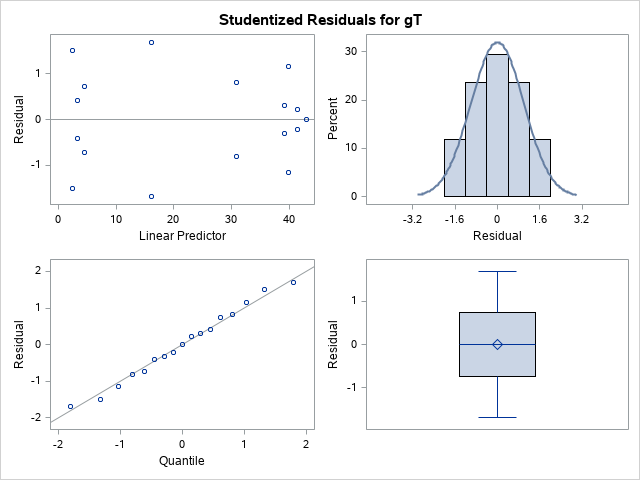 Studentized Residuals for gT
Residual
1
0
-1
0 10 20 30 40
Linear Predictor
Percent
30
20
10
0
-3.2 -1.6 0 1.6 3.2
Residual
Residual
2
1
0
-1
-2
-2 -1 0 1 2
Quantile
Residual
1
0
-1